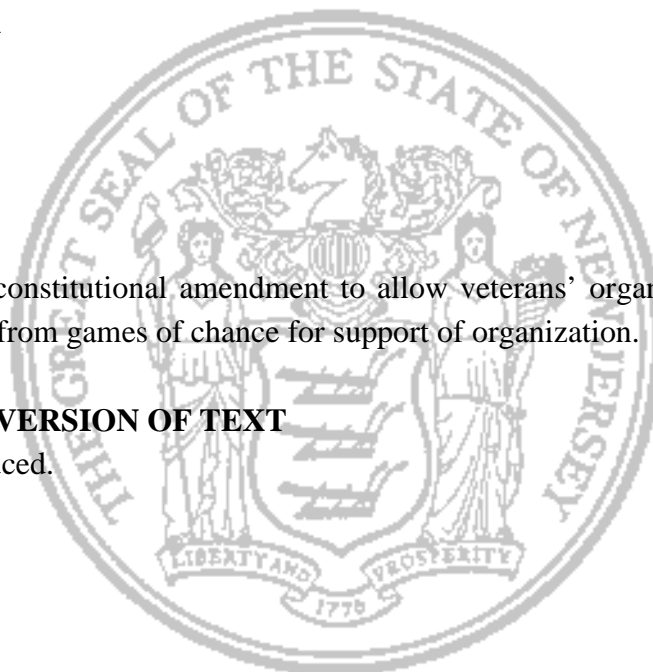 THE GREAT SEAL OF THE STATE OF NEW JERSEY
constitutional amendment to allow veterans’ organ
from games of chance for support of organization.
VERSION OF TEXT
ced.
LIBERTY AND PROSPERITY
1776